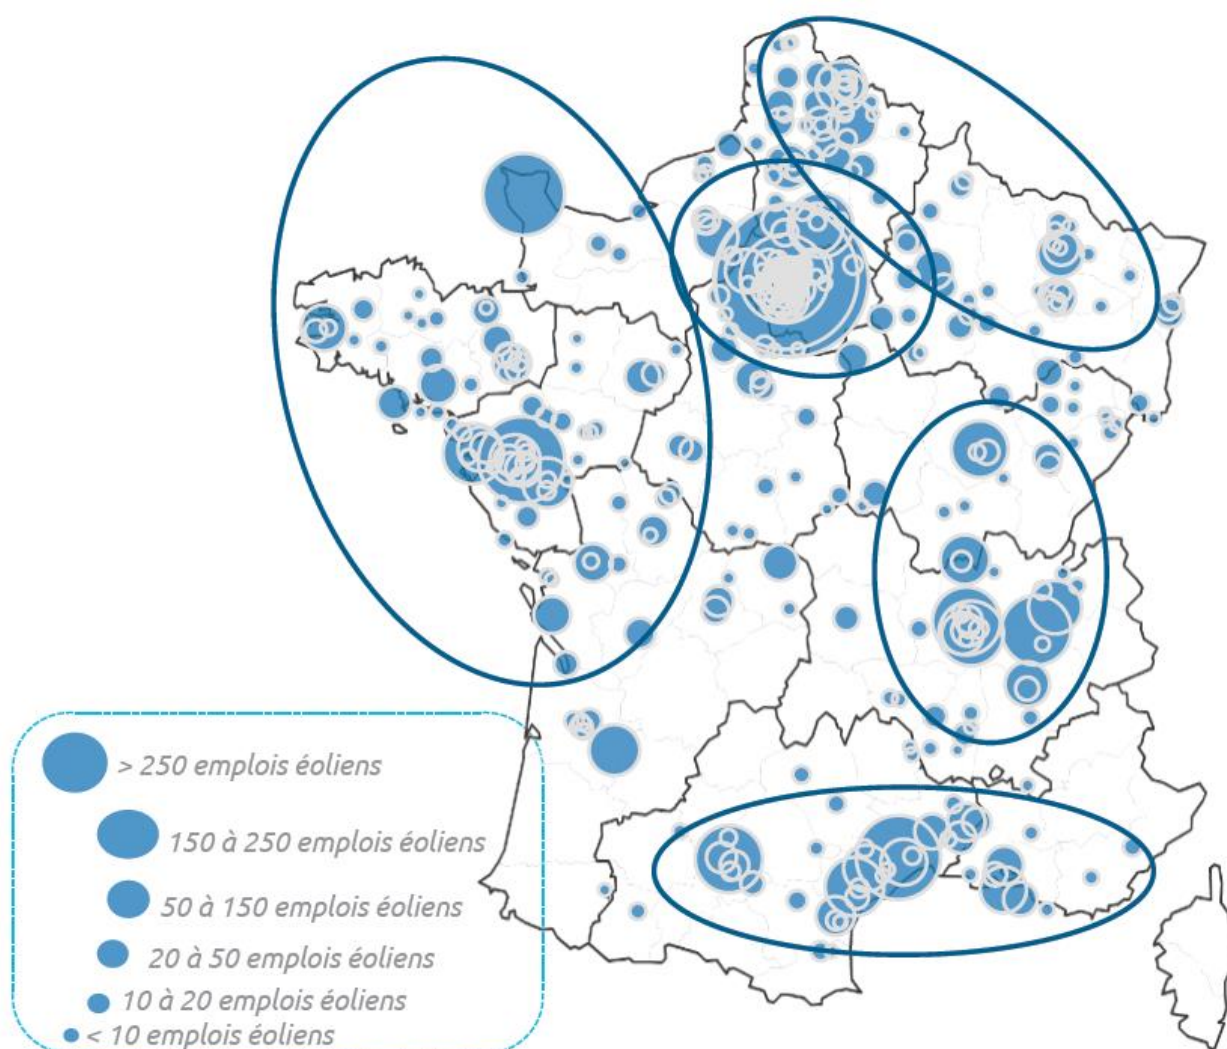 > 250 emplois éoliens
150 à 250 emplois éoliens
50 à 150 emplois éoliens
20 à 50 emplois éoliens
10 à 20 emplois éoliens
< 10 emplois éoliens